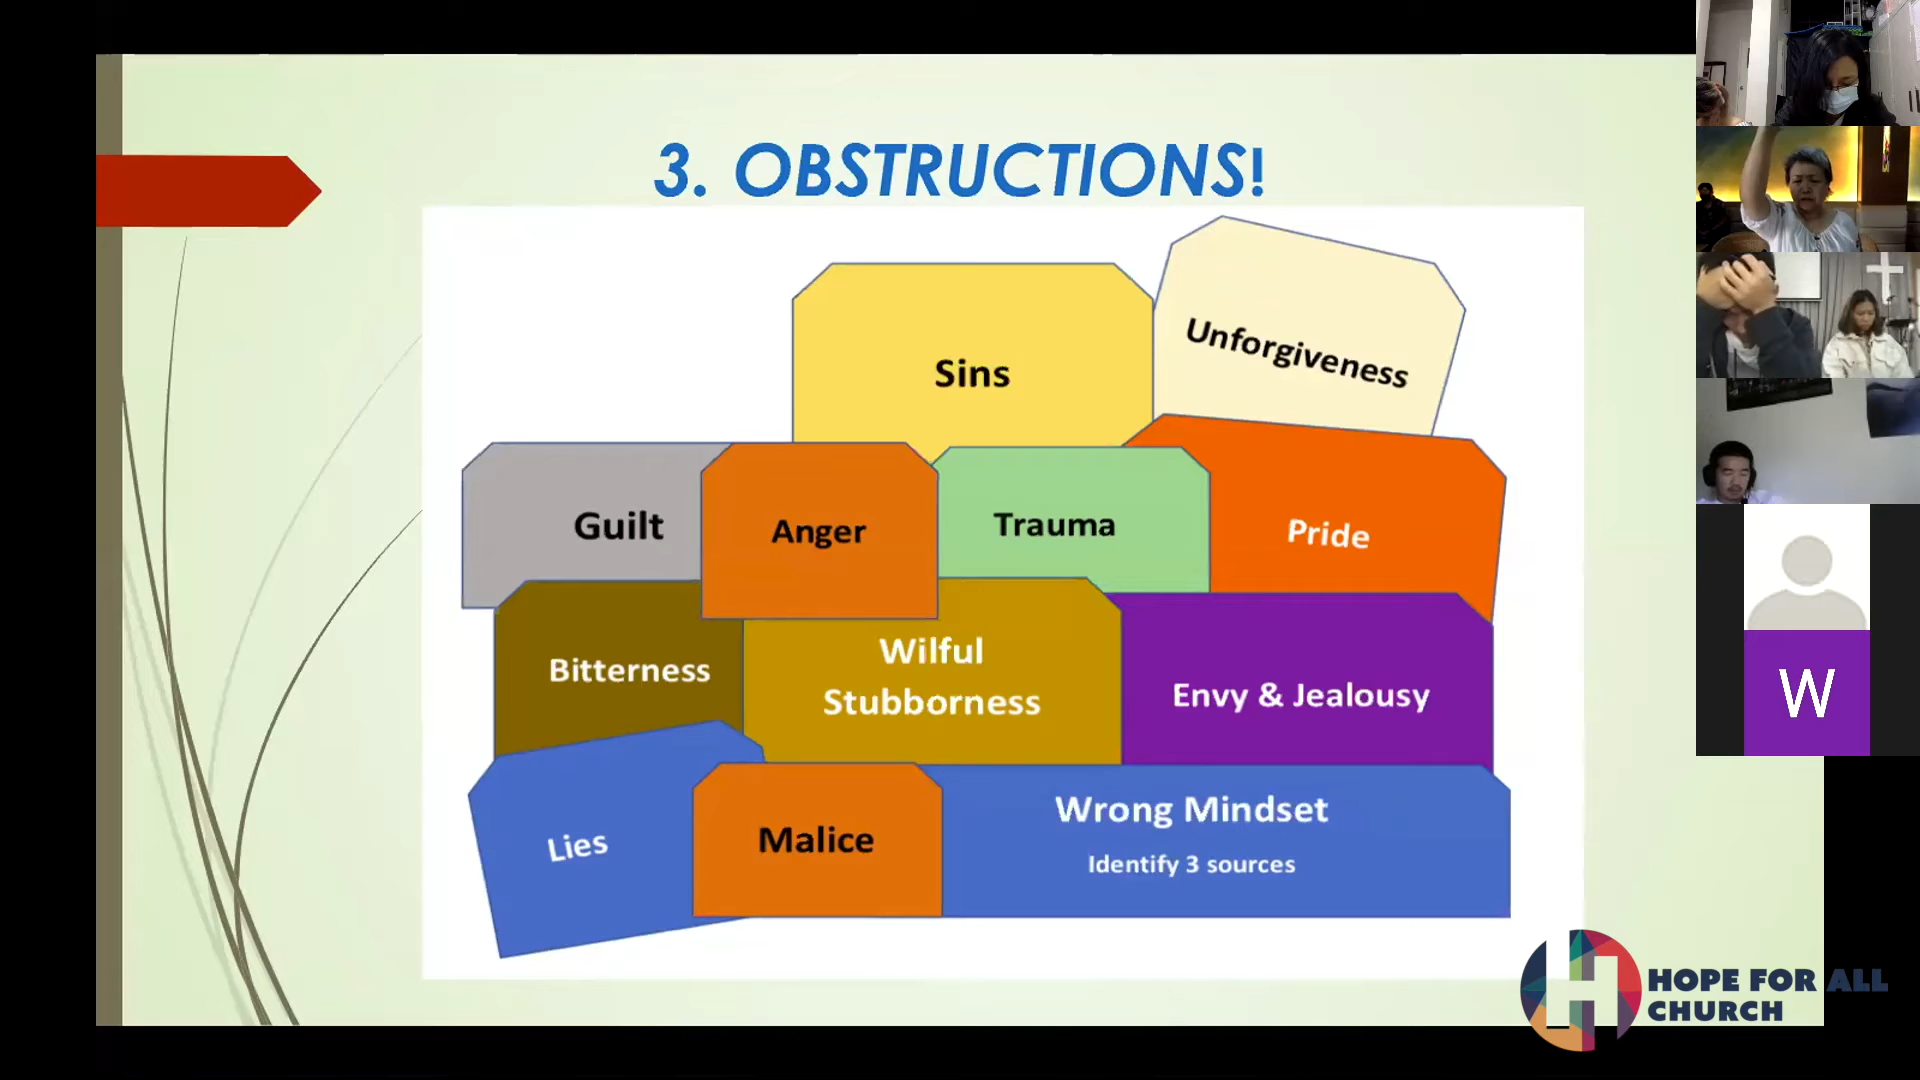 3. OBSTRUCTIONS!
Sins
Unforgiveness
Guilt
Anger
Trauma
Pride
Bitterness
Wilful
Stubborness
Envy & Jealousy
Lies
Malice
Wrong Mindset
Identify 3 sources
W
H HOPE FOR ALL
CHURCH